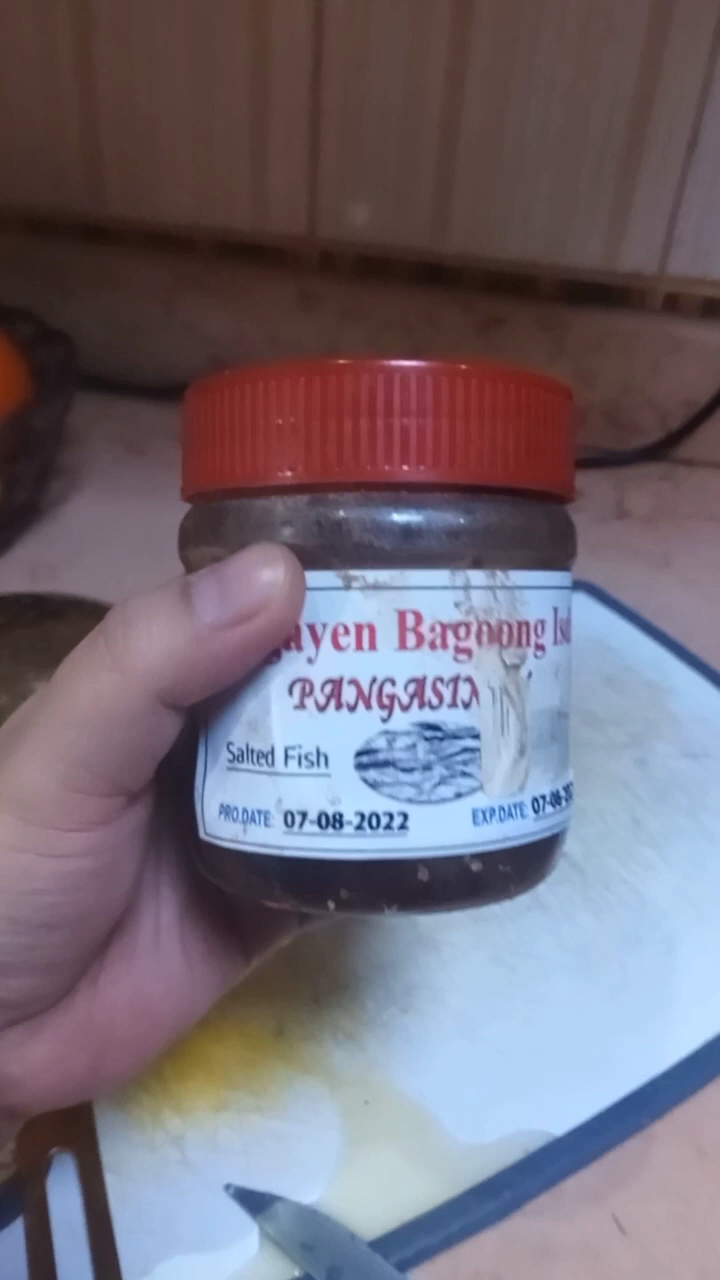 Bagoong
PANGASIN
Salted Fish
PRO.DATE: 07-08-2022
EXP.DATE: